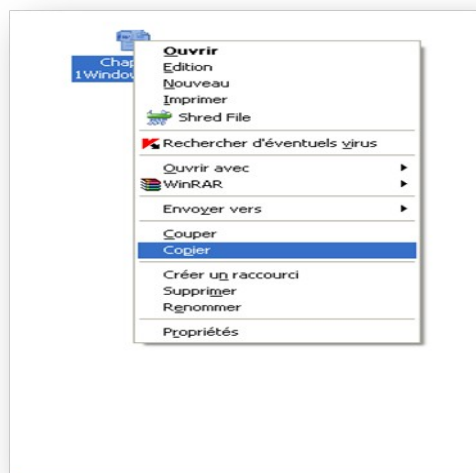 Chap
1Windo
Ouvrir
Edition
Nouveau
Imprimer
Shred File
Rechercher d'éventuels virus
Ouvrir avec
WinRAR
Envoyer vers
Couper
Copier
Créer un raccourci
Supprimer
Renommer
Propriétés